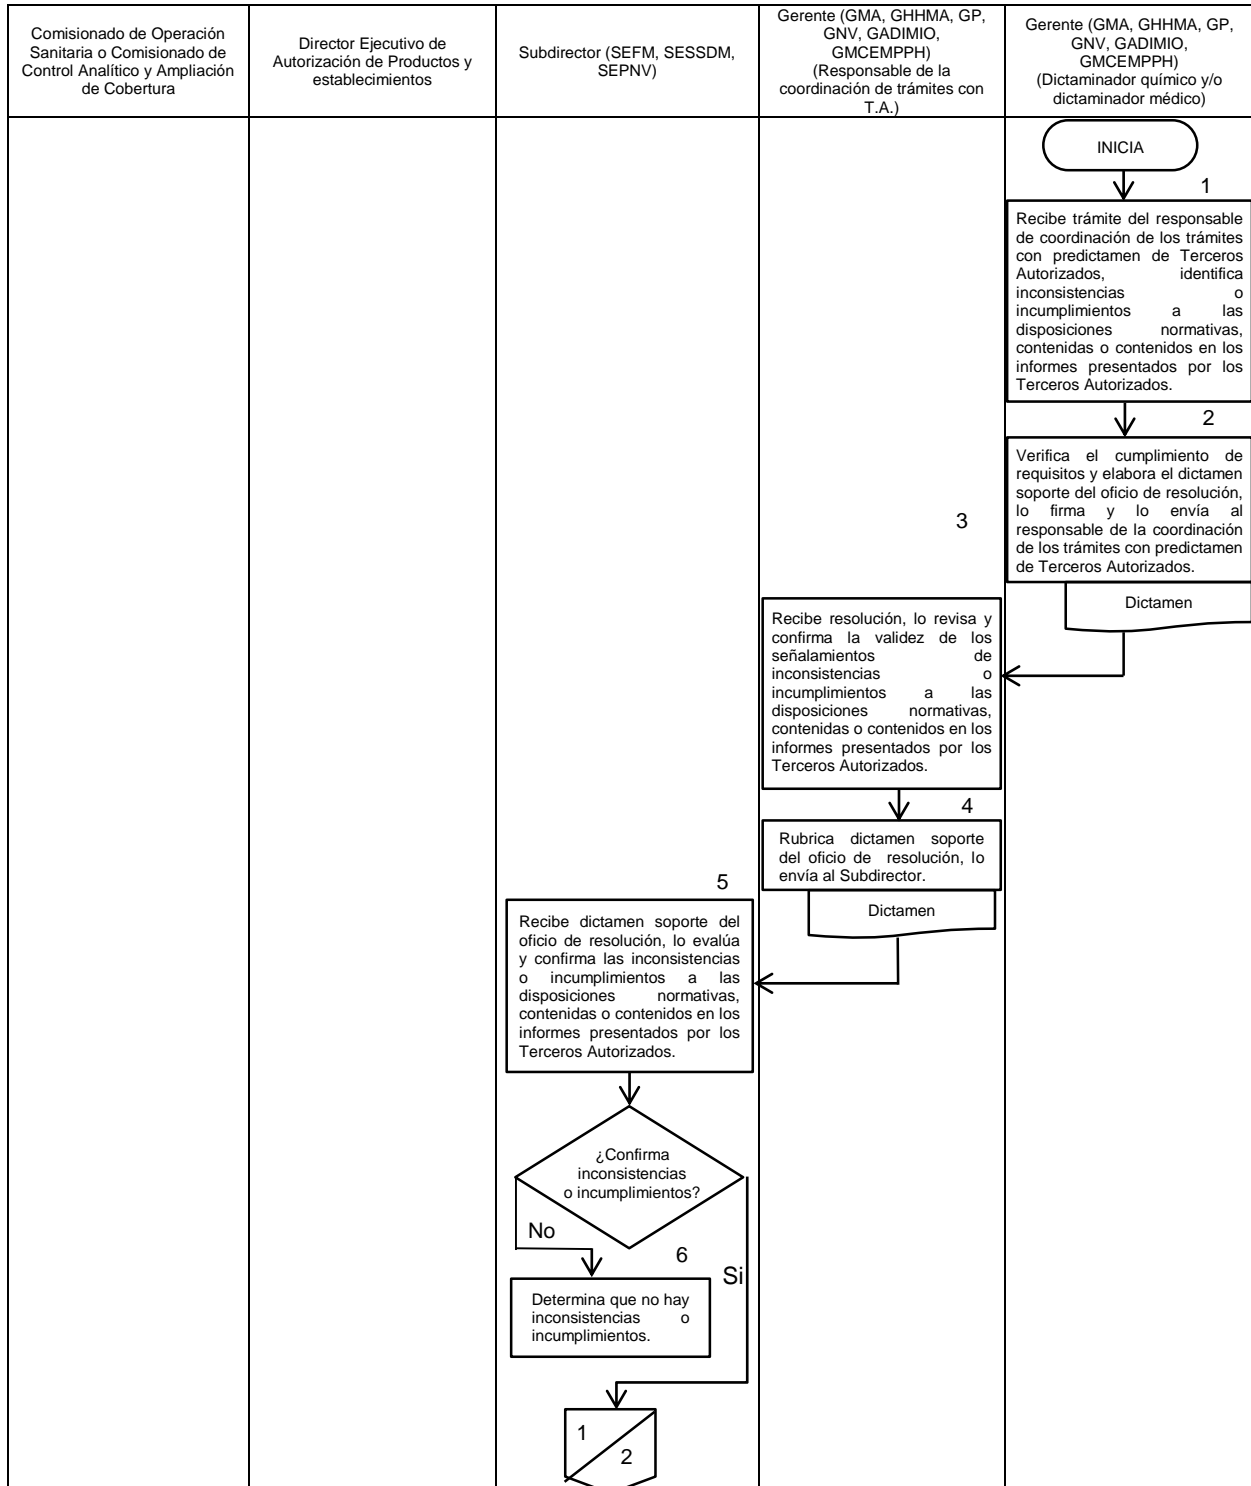 Comisionado de Operación
Sanitaria o Comisionado de
Control Analítico y Ampliación
de Cobertura
Director Ejecutivo de
Autorización de Productos y
establecimientos
Subdirector (SEFM, SESSDM,
SEPNV)
Gerente (GMA, GHHMA, GP,
GNV, GADIMIO,
GMCEMPPH)
(Responsable de la
coordinación de trámites con
T.A.)
Gerente (GMA, GHHMA, GP,
GNV, GADIMIO,
GMCEMPPH)
(Dictaminador químico y/o
dictaminador médico)
INICIA
1
Recibe trámite del responsable
de coordinación de los trámites
con predictamen de Terceros
Autorizados, identifica
inconsistencias o
incumplimientos a las
disposiciones normativas,
contenidas o contenidos en los
informes presentados por los
Terceros Autorizados.
2
Verifica el cumplimiento de
requisitos y elabora el dictamen
soporte del oficio de resolución,
lo firma y lo envía al
responsable de la coordinación
de los trámites con predictamen
de Terceros Autorizados.
Dictamen
3
Recibe resolución, lo revisa y
confirma la validez de los
señalamientos de
inconsistencias o
incumplimientos a las
disposiciones normativas,
contenidas o contenidos en los
informes presentados por los
Terceros Autorizados.
4
Rubrica dictamen soporte
del oficio de resolución, lo
envía al Subdirector.
Dictamen
5
Recibe dictamen soporte del
oficio de resolución, lo evalúa
y confirma las inconsistencias
o incumplimientos a las
disposiciones normativas,
contenidas o contenidos en los
informes presentados por los
Terceros Autorizados.
¿Confirma
inconsistencias
o incumplimientos?
No
Si
6
Determina que no hay
inconsistencias o
incumplimientos.
1
2